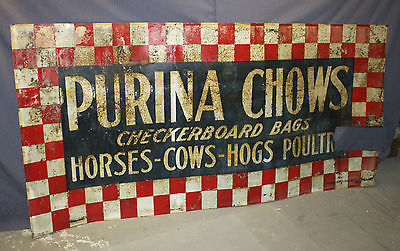 PURINA CHOWS
CHECKERBOARD BAGS
HORSES-COWS-HOGS POULTR